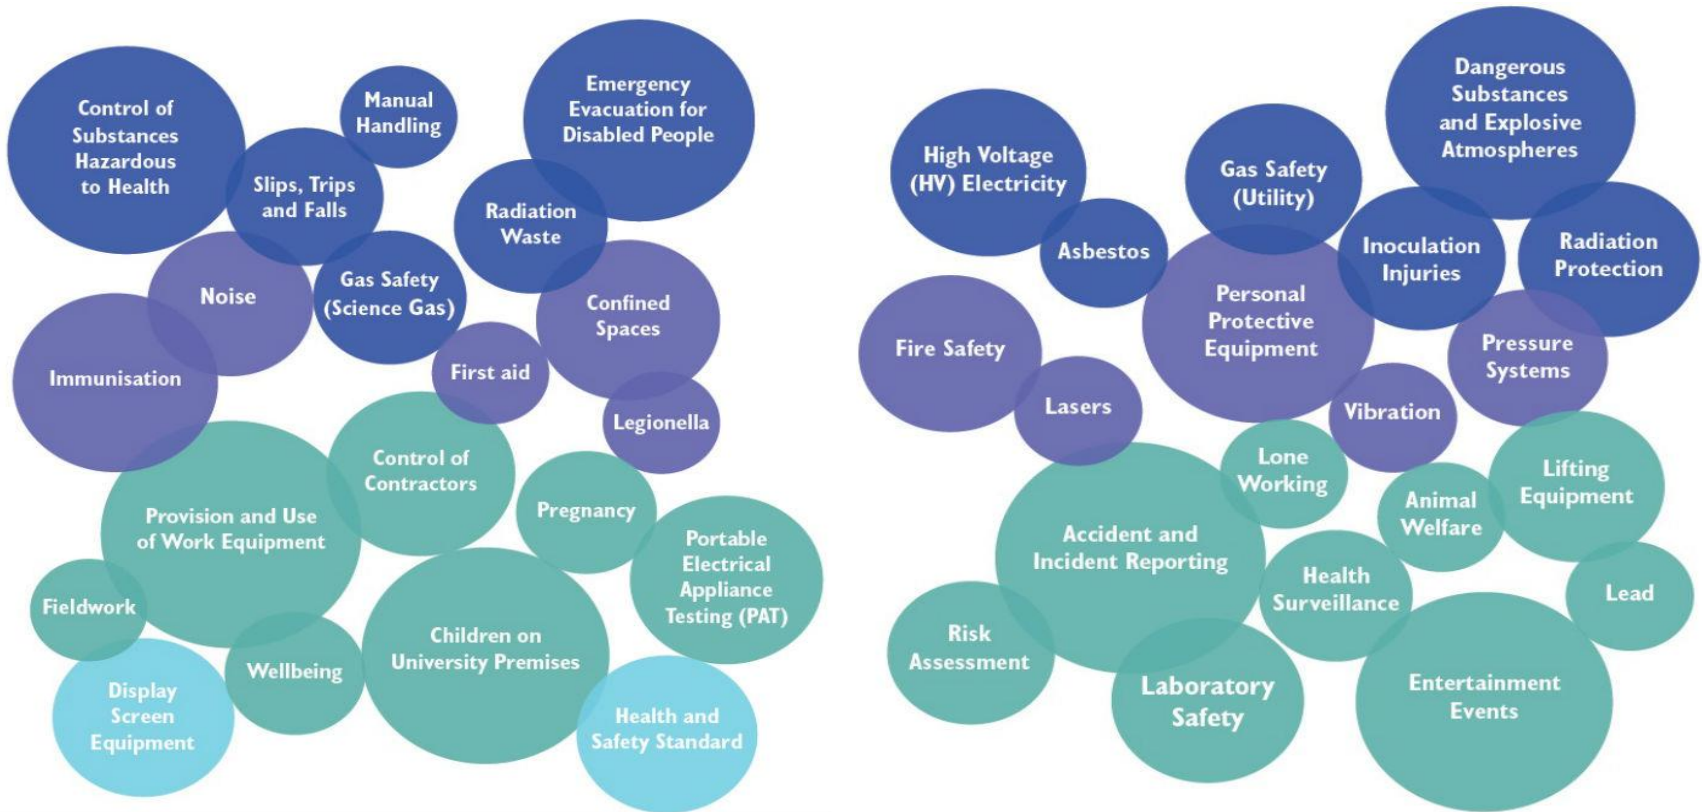 Control of
Substances
Hazardous
to Health
Manual
Handling
Emergency
Evacuation for
Disabled People
Slips, Trips
and Falls
Radiation
Waste
Noise
Gas Safety
(Science Gas)
Confined
Spaces
Immunisation
First aid
Legionella
Control of
Contractors
Provision and Use
of Work Equipment
Pregnancy
Portable
Electrical
Appliance
Testing (PAT)
Fieldwork
Children on
University Premises
Wellbeing
Display
Screen
Equipment
Health and
Safety Standard
Dangerous
Substances
and Explosive
Atmospheres
High Voltage
(HV) Electricity
Gas Safety
(Utility)
Asbestos
Inoculation
Injuries
Radiation
Protection
Personal
Protective
Equipment
Fire Safety
Pressure
Systems
Lasers
Vibration
Lone
Working
Lifting
Equipment
Animal
Welfare
Accident and
Incident Reporting
Health
Surveillance
Lead
Risk
Assessment
Laboratory
Safety
Entertainment
Events